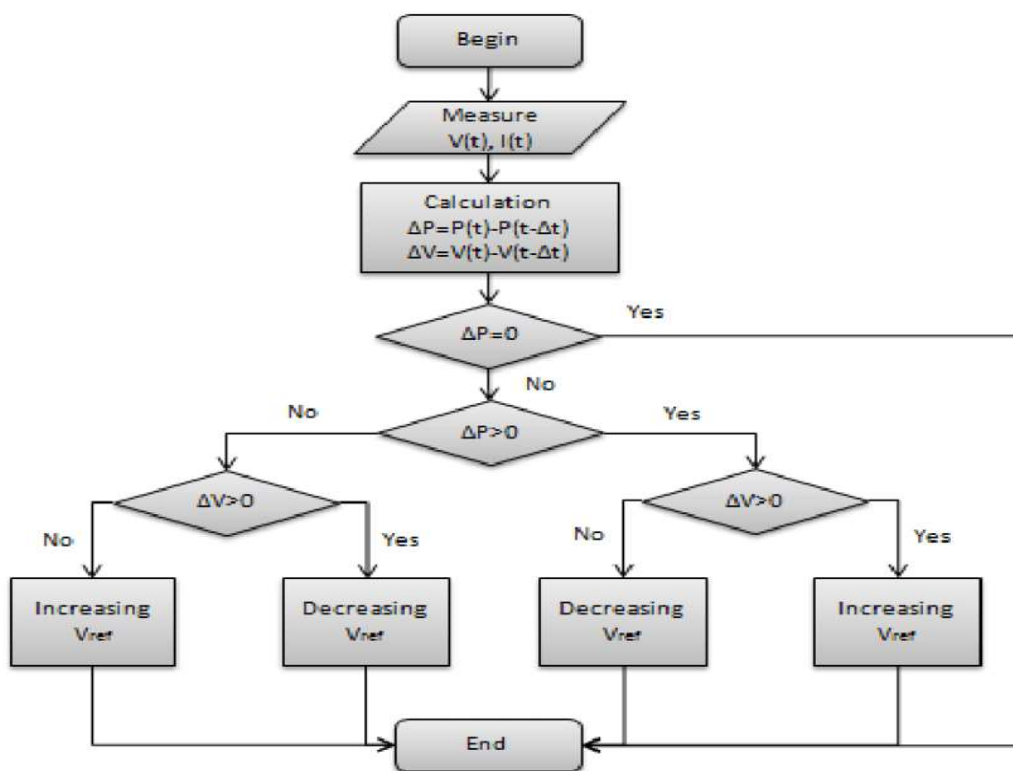 Begin
Measure
V(t), I(t)
Calculation
ΔP=P(t)-P(t-Δt)
ΔV=V(t)-V(t-Δt)
ΔP=0
Yes
No
ΔP>0
No
Yes
ΔV>0
ΔV>0
No
Yes
No
Yes
Increasing
Vref
Decreasing
Vref
Decreasing
Vref
Increasing
Vref
End